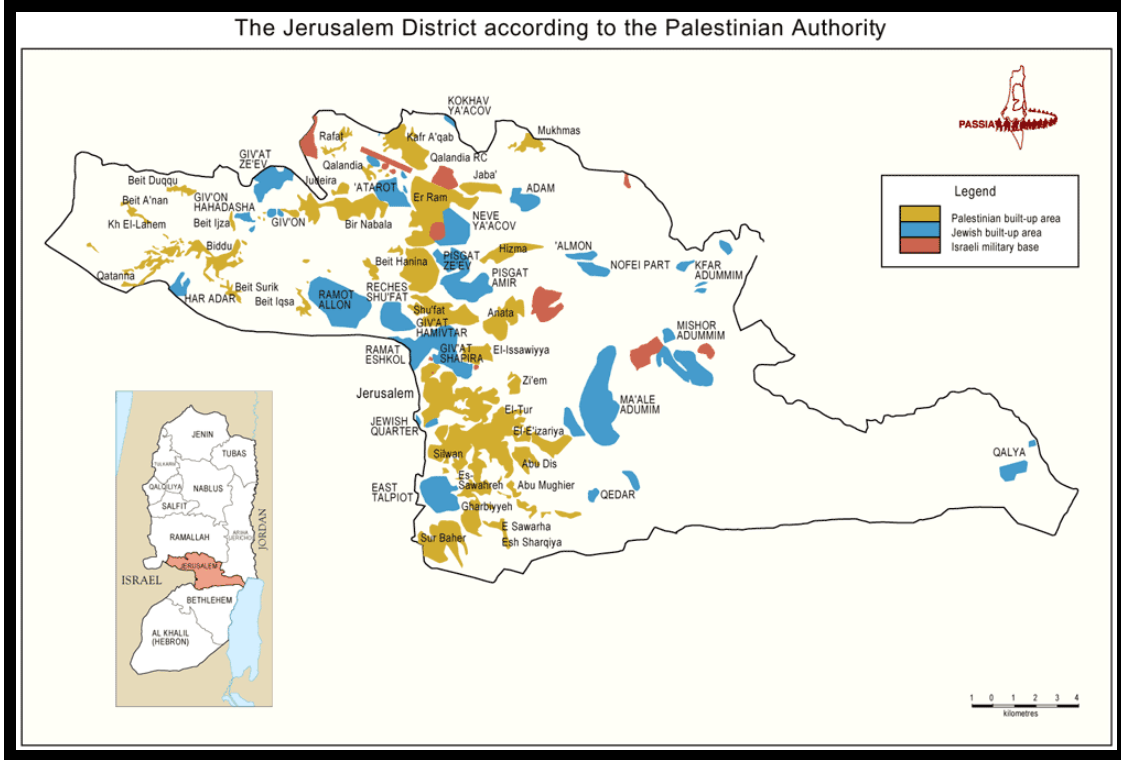 The Jerusalem District according to the Palestinian Authority
PASSIA
KOKHAV
YA'ACOV
Rafat
Kafr A'qab
Mukhmas
GIV'AT
ZE'EV
Qalandia
Qalandia RC
Judeira
Jaba'
Beit Duqqu
'ATAROT
Er Ram
ADAM
Beit A'nan
GIV'ON
HAHADASHA
Kh El-Lahem
Beit Ijza
GIV'ON
Bir Nabala
NEVE
YA'ACOV
Biddu
Hizma
'ALMON
Beit Hanina
PISGAT
ZE'EV
NOFEI PART
KFAR
ADUMMIM
Qatanna
PISGAT
AMIR
HAR ADAR
Beit Surik
Beit Iqsa
RAMOT
ALLON
RECHES
SHU'FAT
Shu'fat
Anata
GIV'AT
HAMIVTAR
MISHOR
ADUMMIM
RAMAT
ESHKOL
GIV'AT
SHAPIRA
El-Issawiyya
Jerusalem
Zi'em
MA'ALE
ADUMIM
El-Tur
JEWISH
QUARTER
El-E'izariya
Silwan
Abu Dis
QALYA
Es-
Sawahreh
Abu Mughier
EAST
TALPIOT
QEDAR
Gharbiyyeh
E Sawarha
Sur Baher
Esh Sharqiya
Legend
Palestinian built-up area
Jewish built-up area
Israeli military base
JENIN
TUBAS
TULKARM
QALQILIYA
NABLUS
SALFIT
RAMALLAH
JERICHO
JORDAN
JERUSALEM
ISRAEL
BETHLEHEM
AL KHALIL
(HEBRON)
1 0 1 2 3 4
kilometres